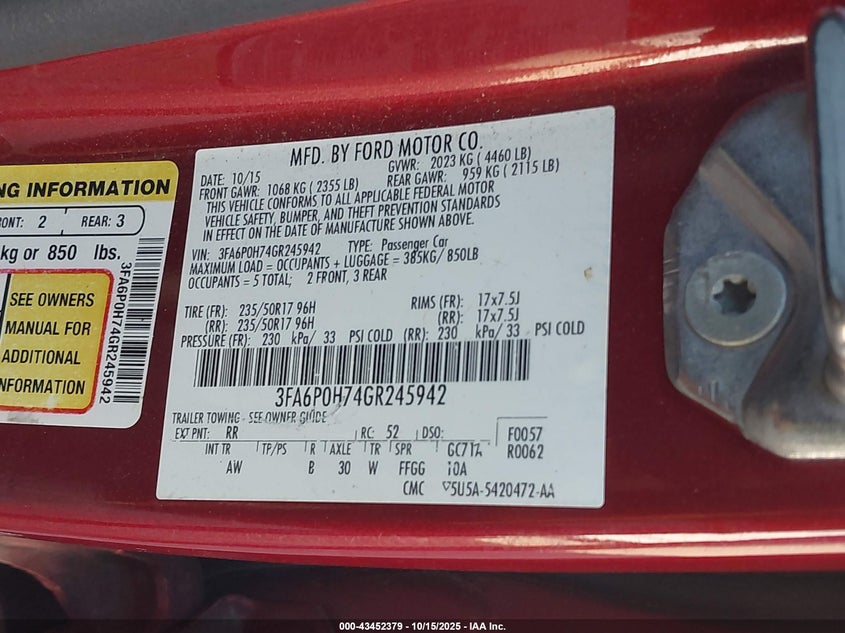 NG INFORMATION
ONT: 2 REAR: 3
kg or 850 lbs.
SEE OWNERS
MANUAL FOR
ADDITIONAL
INFORMATION
3FA6P0H74GR245942
MFD. BY FORD MOTOR CO.
DATE: 10/15 GVWR: 2023 KG ( 4460 LB)
FRONT GAWR: 1068 KG ( 2355 LB) REAR GAWR: 959 KG ( 2115 LB)
THIS VEHICLE CONFORMS TO ALL APPLICABLE FEDERAL MOTOR
VEHICLE SAFETY, BUMPER, AND THEFT PREVENTION STANDARDS
IN EFFECT ON THE DATE OF MANUFACTURE SHOWN ABOVE.
VIN: 3FA6P0H74GR245942 TYPE: Passenger Car
MAXIMUM LOAD = OCCUPANTS + LUGGAGE = 385KG/ 850LB
OCCUPANTS = 5 TOTAL; 2 FRONT, 3 REAR
TIRE (FR): 235/50R17 96H RIMS (FR): 17x7.5J
(RR): 235/50R17 96H (RR): 17x7.5J
PRESSURE (FR): 230 kPa/ 33 PSI COLD (RR): 230 kPa/ 33 PSI COLD
3FA6P0H74GR245942
TRAILER TOWING - SEE OWNER GUIDE
EXT PNT: RR RC: 52 DSO: F0057
INT TR TP/PS R AXLE TR SPR R0062
AW B 30 W FFGG 10A
CMC 5U5A-5420472-AA
000-43452379 - 10/15/2025 - IAA Inc.